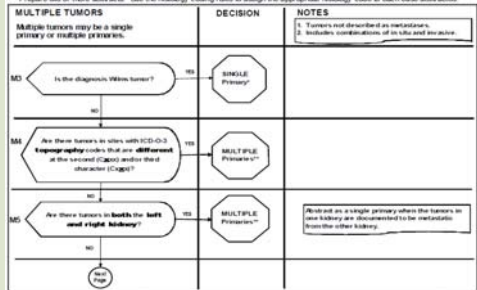 MULTIPLE TUMORS
Multiple tumors may be a single
primary or multiple primaries.
DECISION
NOTES
1. Tumors not described as metastases.
2. Includes combinations of in situ and invasive.
M3
Is the diagnosis Wilms tumor?
YES
SINGLE
Primary*
NO
M4
Are there tumors in sites with ICD-O-3
topography codes that are different
at the second (Cxxx) and/or third
character (Cxxx)?
YES
MULTIPLE
Primaries**
NO
M5
Are there tumors in both the left
and right kidney?
YES
MULTIPLE
Primaries**
Abstract as a single primary when the tumors in
one kidney are documented to be metastatic
from the other kidney.
NO
Next
Page